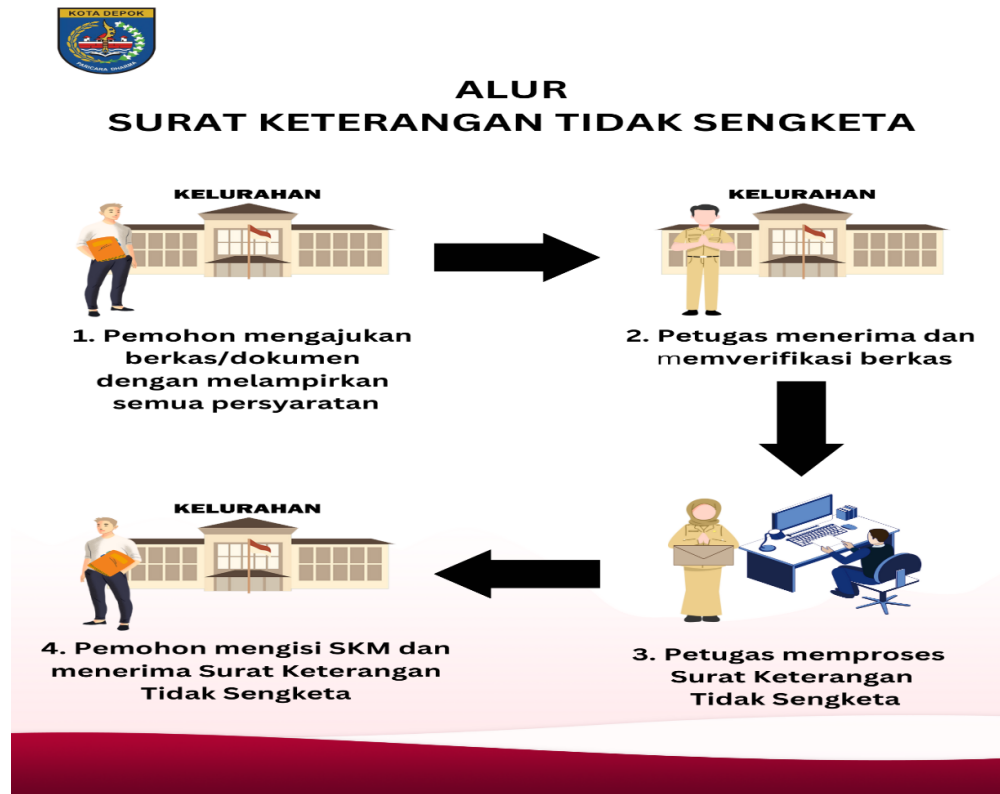 KOTA DEPOK
PARICARA DHARMA
ALUR
SURAT KETERANGAN TIDAK SENGKETA
KELURAHAN
1. Pemohon mengajukan
berkas/dokumen
dengan melampirkan
semua persyaratan
KELURAHAN
2. Petugas menerima dan
memverifikasi berkas
3. Petugas memproses
Surat Keterangan
Tidak Sengketa
KELURAHAN
4. Pemohon mengisi SKM dan
menerima Surat Keterangan
Tidak Sengketa